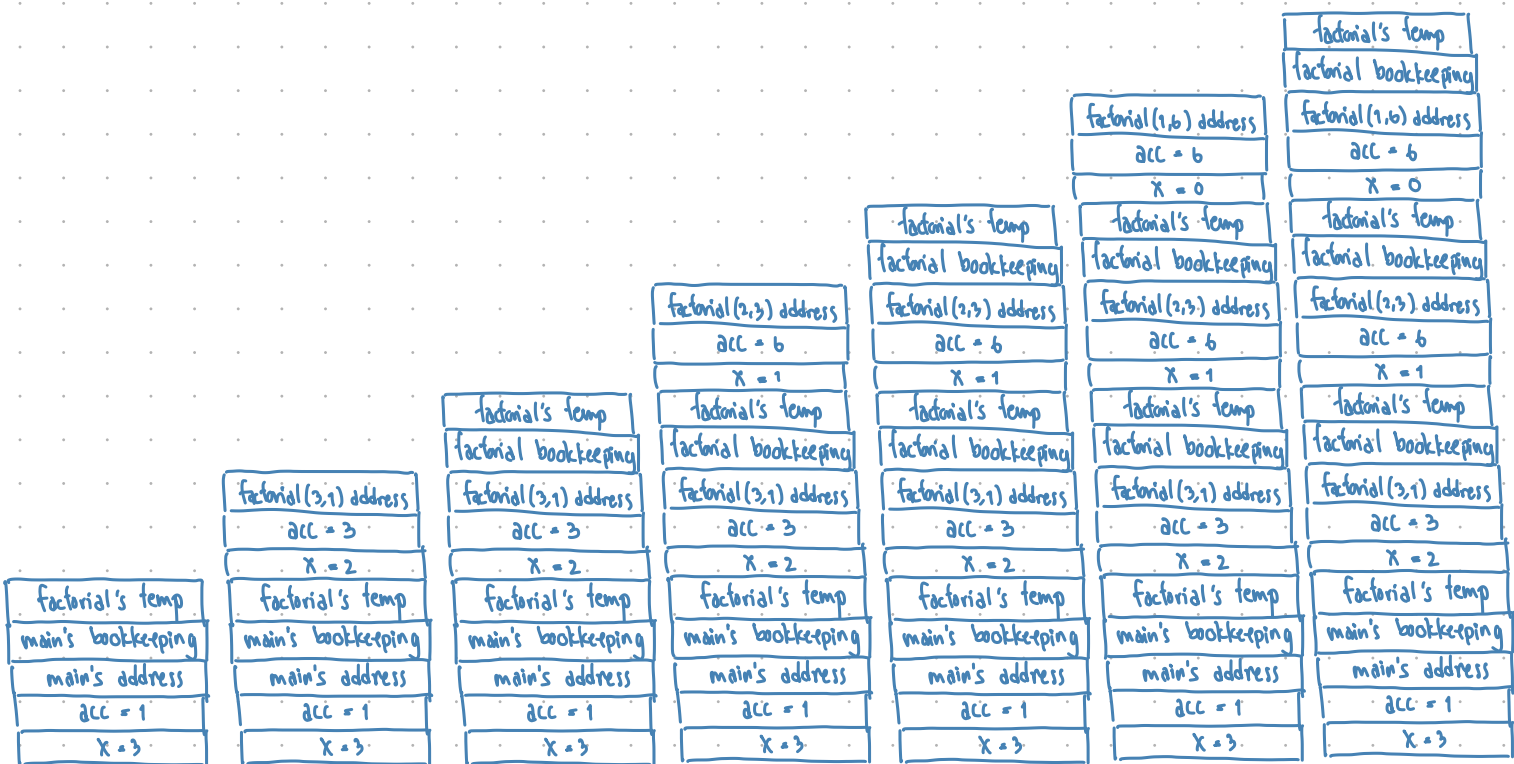 factorial's temp
main's bookkeeping
main's address
acc = 1
x = 3
factorial(3,1) address
acc = 3
x = 2
factorial's temp
main's bookkeeping
main's address
acc = 1
x = 3
factorial's temp
factorial bookkeeping
factorial(3,1) address
acc = 3
x = 2
factorial's temp
main's bookkeeping
main's address
acc = 1
x = 3
factorial(2,3) address
acc = 6
x = 1
factorial's temp
factorial bookkeeping
factorial(3,1) address
acc = 3
x = 2
factorial's temp
main's bookkeeping
main's address
acc = 1
x = 3
factorial's temp
factorial bookkeeping
factorial(2,3) address
acc = 6
x = 1
factorial's temp
factorial bookkeeping
factorial(3,1) address
acc = 3
x = 2
factorial's temp
main's bookkeeping
main's address
acc = 1
x = 3
factorial(1,6) address
acc = 6
x = 0
factorial's temp
factorial bookkeeping
factorial(2,3) address
acc = 6
x = 1
factorial's temp
factorial bookkeeping
factorial(3,1) address
acc = 3
x = 2
factorial's temp
main's bookkeeping
main's address
acc = 1
x = 3
factorial's temp
factorial bookkeeping
factorial(1,6) address
acc = 6
x = 0
factorial's temp
factorial bookkeeping
factorial(2,3) address
acc = 6
x = 1
factorial's temp
factorial bookkeeping
factorial(3,1) address
acc = 3
x = 2
factorial's temp
main's bookkeeping
main's address
acc = 1
x = 3